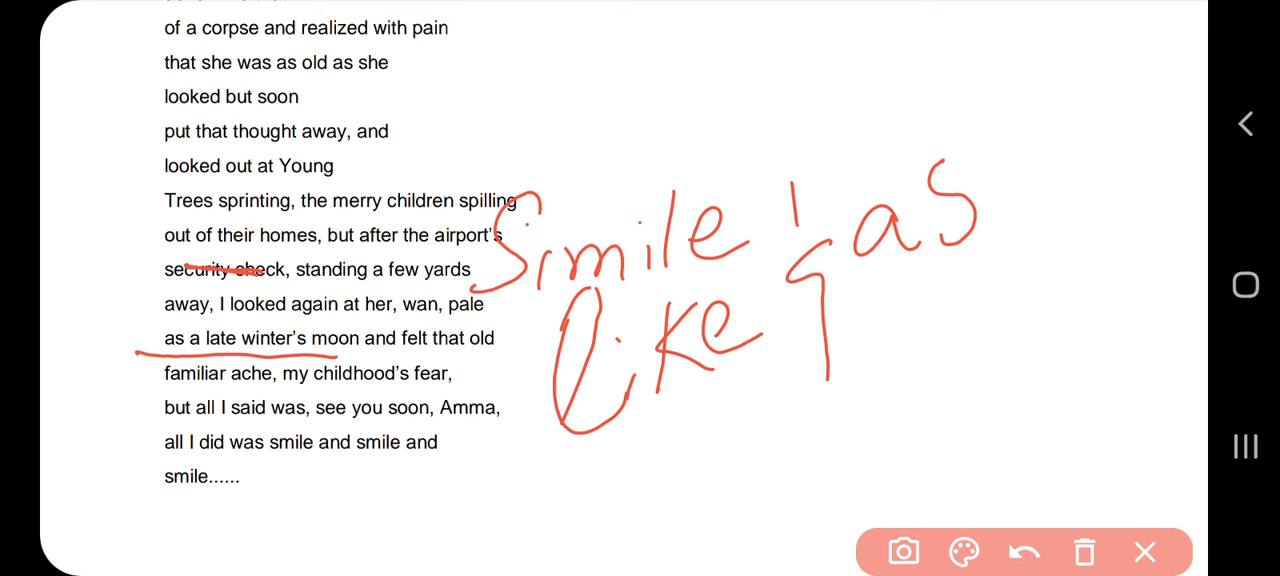 of a corpse and realized with pain
that she was as old as she
looked but soon
put that thought away, and
looked out at Young
Trees sprinting, the merry children spilling
out of their homes, but after the airport's
security check, standing a few yards
away, I looked again at her, wan, pale
as a late winter's moon and felt that old
familiar ache, my childhood's fear,
but all I said was, see you soon, Amma,
all I did was smile and smile and
smile......
Simile as
like